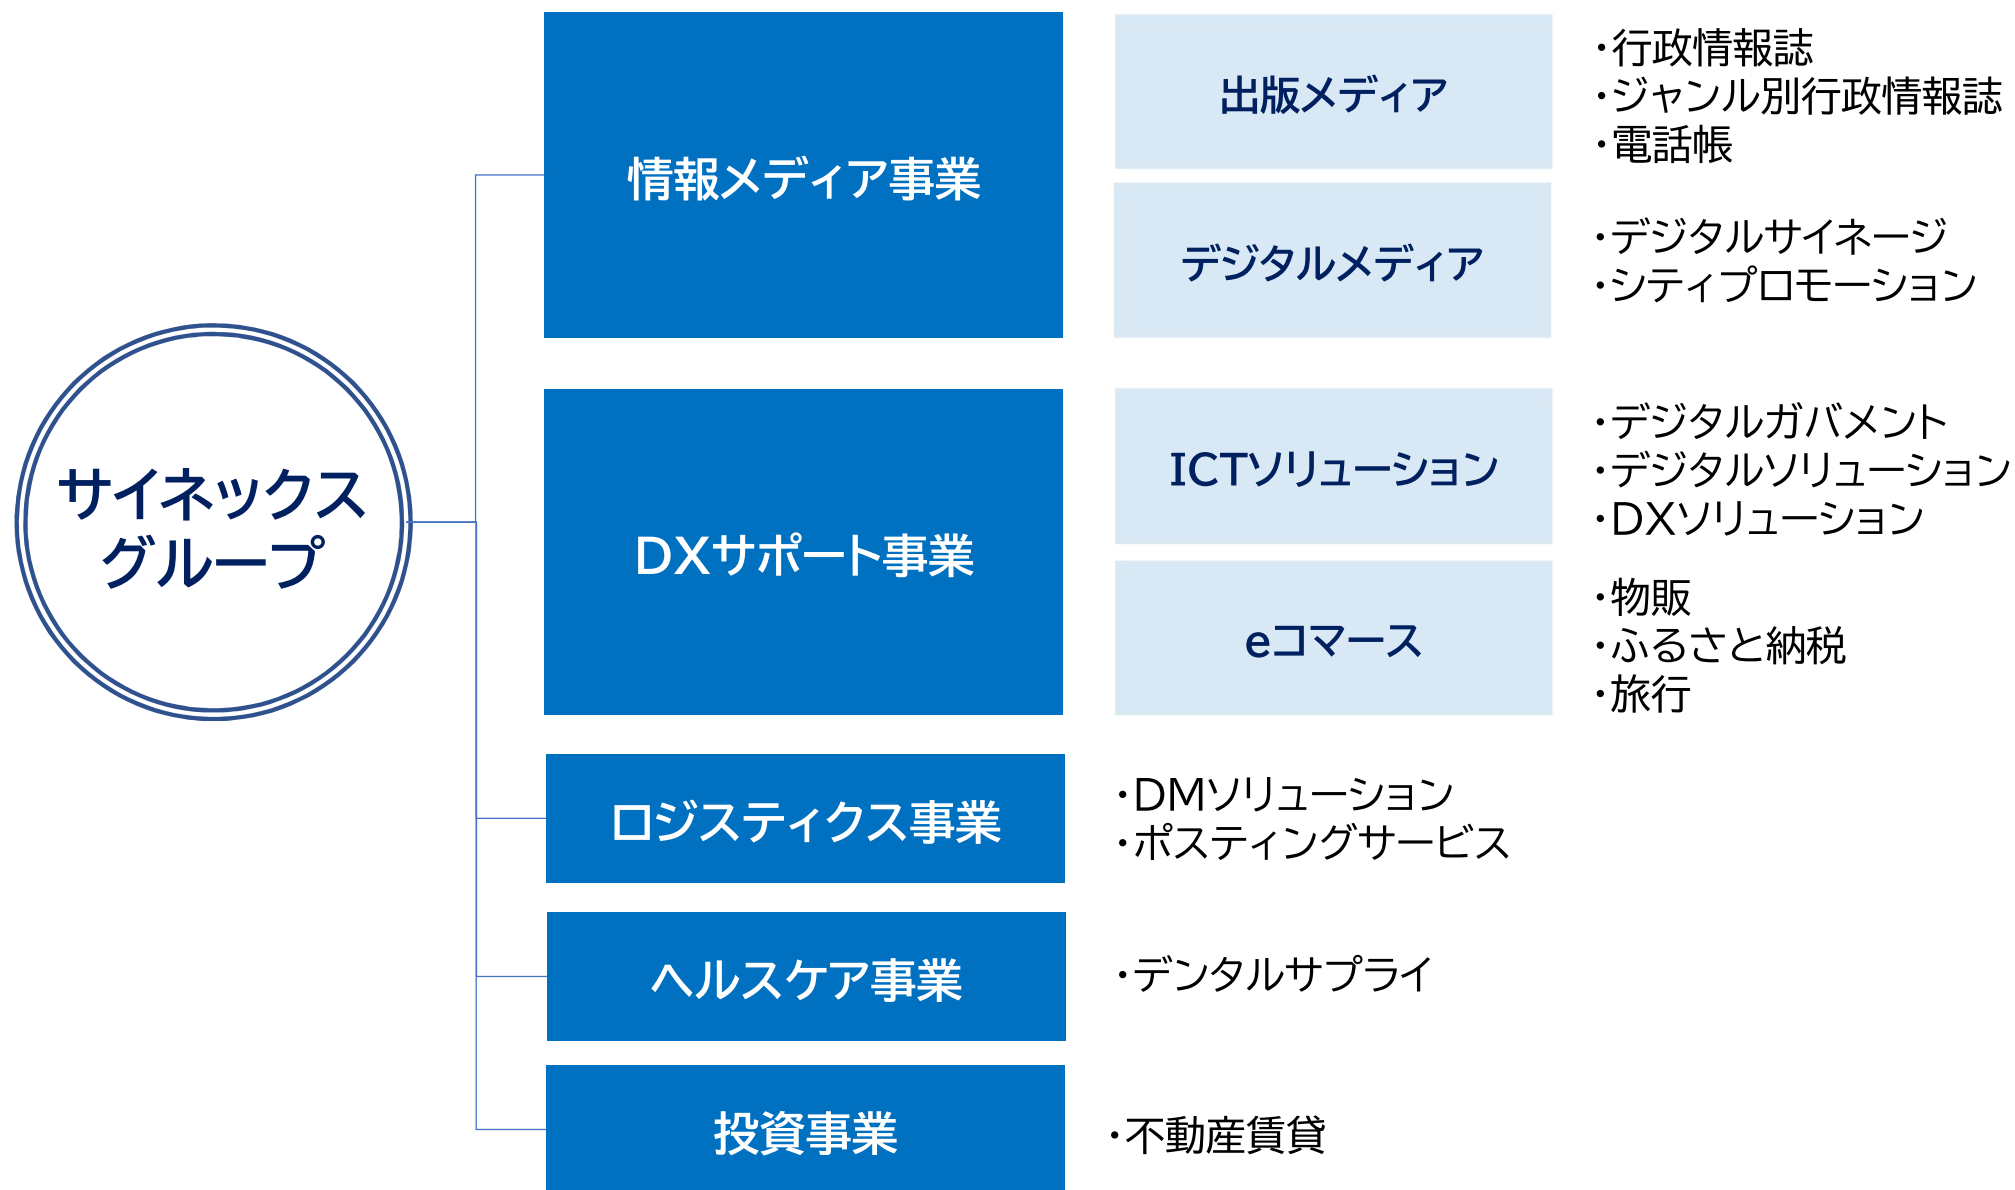 サイネックス
グループ
情報メディア事業
出版メディア
・行政情報誌
・ジャンル別行政情報誌
・電話帳
デジタルメディア
・デジタルサイネージ
・シティプロモーション
DXサポート事業
ICTソリューション
・デジタルガバメント
・デジタルソリューション
・DXソリューション
eコマース
・物販
・ふるさと納税
・旅行
ロジスティクス事業
・DMソリューション
・ポスティングサービス
ヘルスケア事業
・デンタルサプライ
投資事業
・不動産賃貸